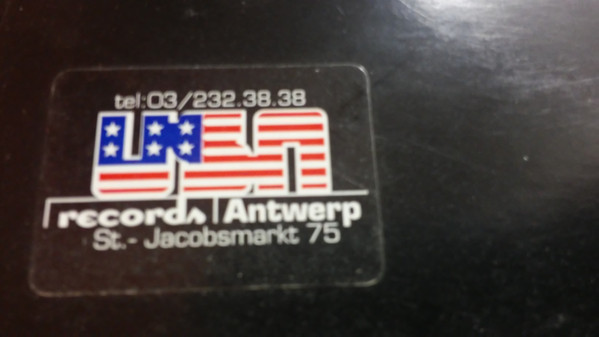 tel:03/232.38.38
USA
records Antwerp
St.- Jacobsmarkt 75